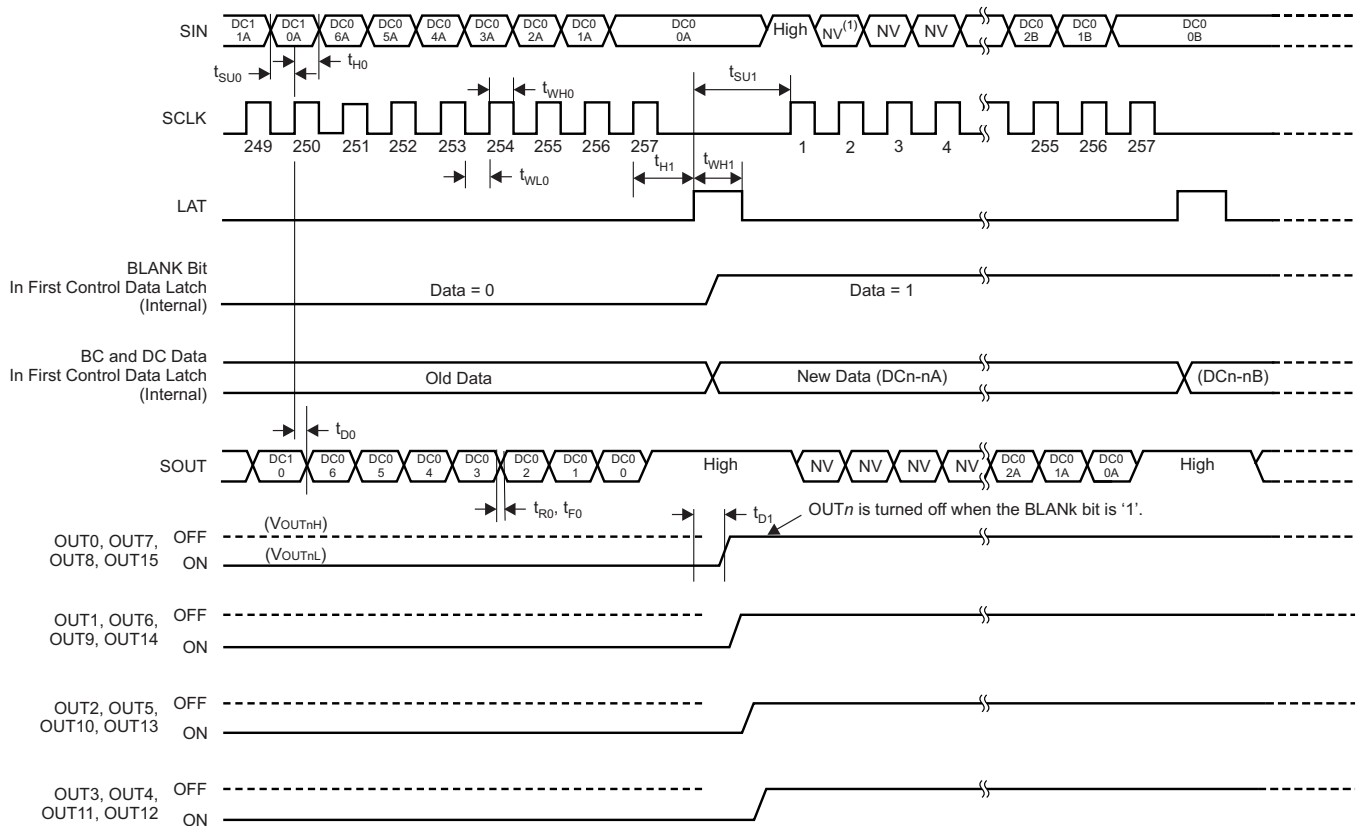 SIN
DC1 1A
DC1 0A
DC0 6A
DC0 5A
DC0 4A
DC0 3A
DC0 2A
DC0 1A
DC0 0A
High
NV(1)
NV
NV
DC0 2B
DC0 1B
DC0 0B
tSU0
tH0
tWH0
tSU1
SCLK
249 250 251 252 253 254 255 256 257 1 2 3 4 255 256 257
tWL0
tH1
tWH1
LAT
BLANK Bit
In First Control Data Latch
(Internal)
Data = 0
Data = 1
BC and DC Data
In First Control Data Latch
(Internal)
Old Data
New Data (DCn-nA)
(DCn-nB)
tD0
SOUT
DC1 0
DC0 6
DC0 5
DC0 4
DC0 3
DC0 2
DC0 1
DC0 0
High
NV
NV
NV
NV
DC0 2A
DC0 1A
DC0 0A
High
tR0, tF0
tD1
OUTn is turned off when the BLANk bit is ‘1’.
OUT0, OUT7,
OUT8, OUT15
OFF
ON
(VOUTnH)
(VOUTnL)
OUT1, OUT6,
OUT9, OUT14
OFF
ON
OUT2, OUT5,
OUT10, OUT13
OFF
ON
OUT3, OUT4,
OUT11, OUT12
OFF
ON